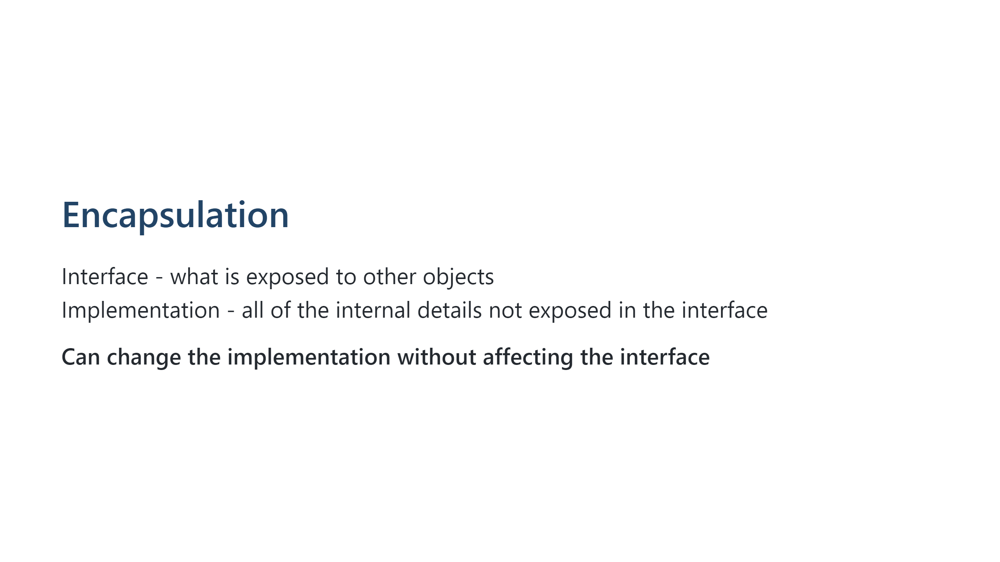 Encapsulation
Interface - what is exposed to other objects
Implementation - all of the internal details not exposed in the interface
Can change the implementation without affecting the interface